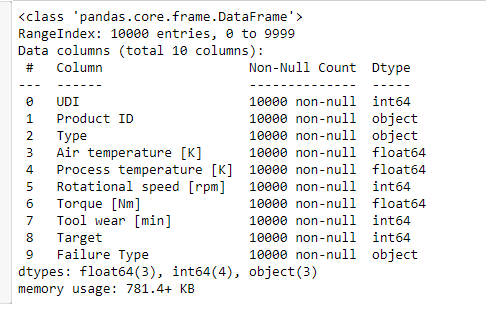 <class 'pandas.core.frame.DataFrame'>
RangeIndex: 10000 entries, 0 to 9999
Data columns (total 10 columns):
 #   Column                   Non-Null Count  Dtype
---  ------                   --------------  -----
 0   UDI                      10000 non-null  int64
 1   Product ID               10000 non-null  object
 2   Type                     10000 non-null  object
 3   Air temperature [K]      10000 non-null  float64
 4   Process temperature [K]  10000 non-null  float64
 5   Rotational speed [rpm]   10000 non-null  int64
 6   Torque [Nm]              10000 non-null  float64
 7   Tool wear [min]          10000 non-null  int64
 8   Target                   10000 non-null  int64
 9   Failure Type             10000 non-null  object
dtypes: float64(3), int64(4), object(3)
memory usage: 781.4+ KB